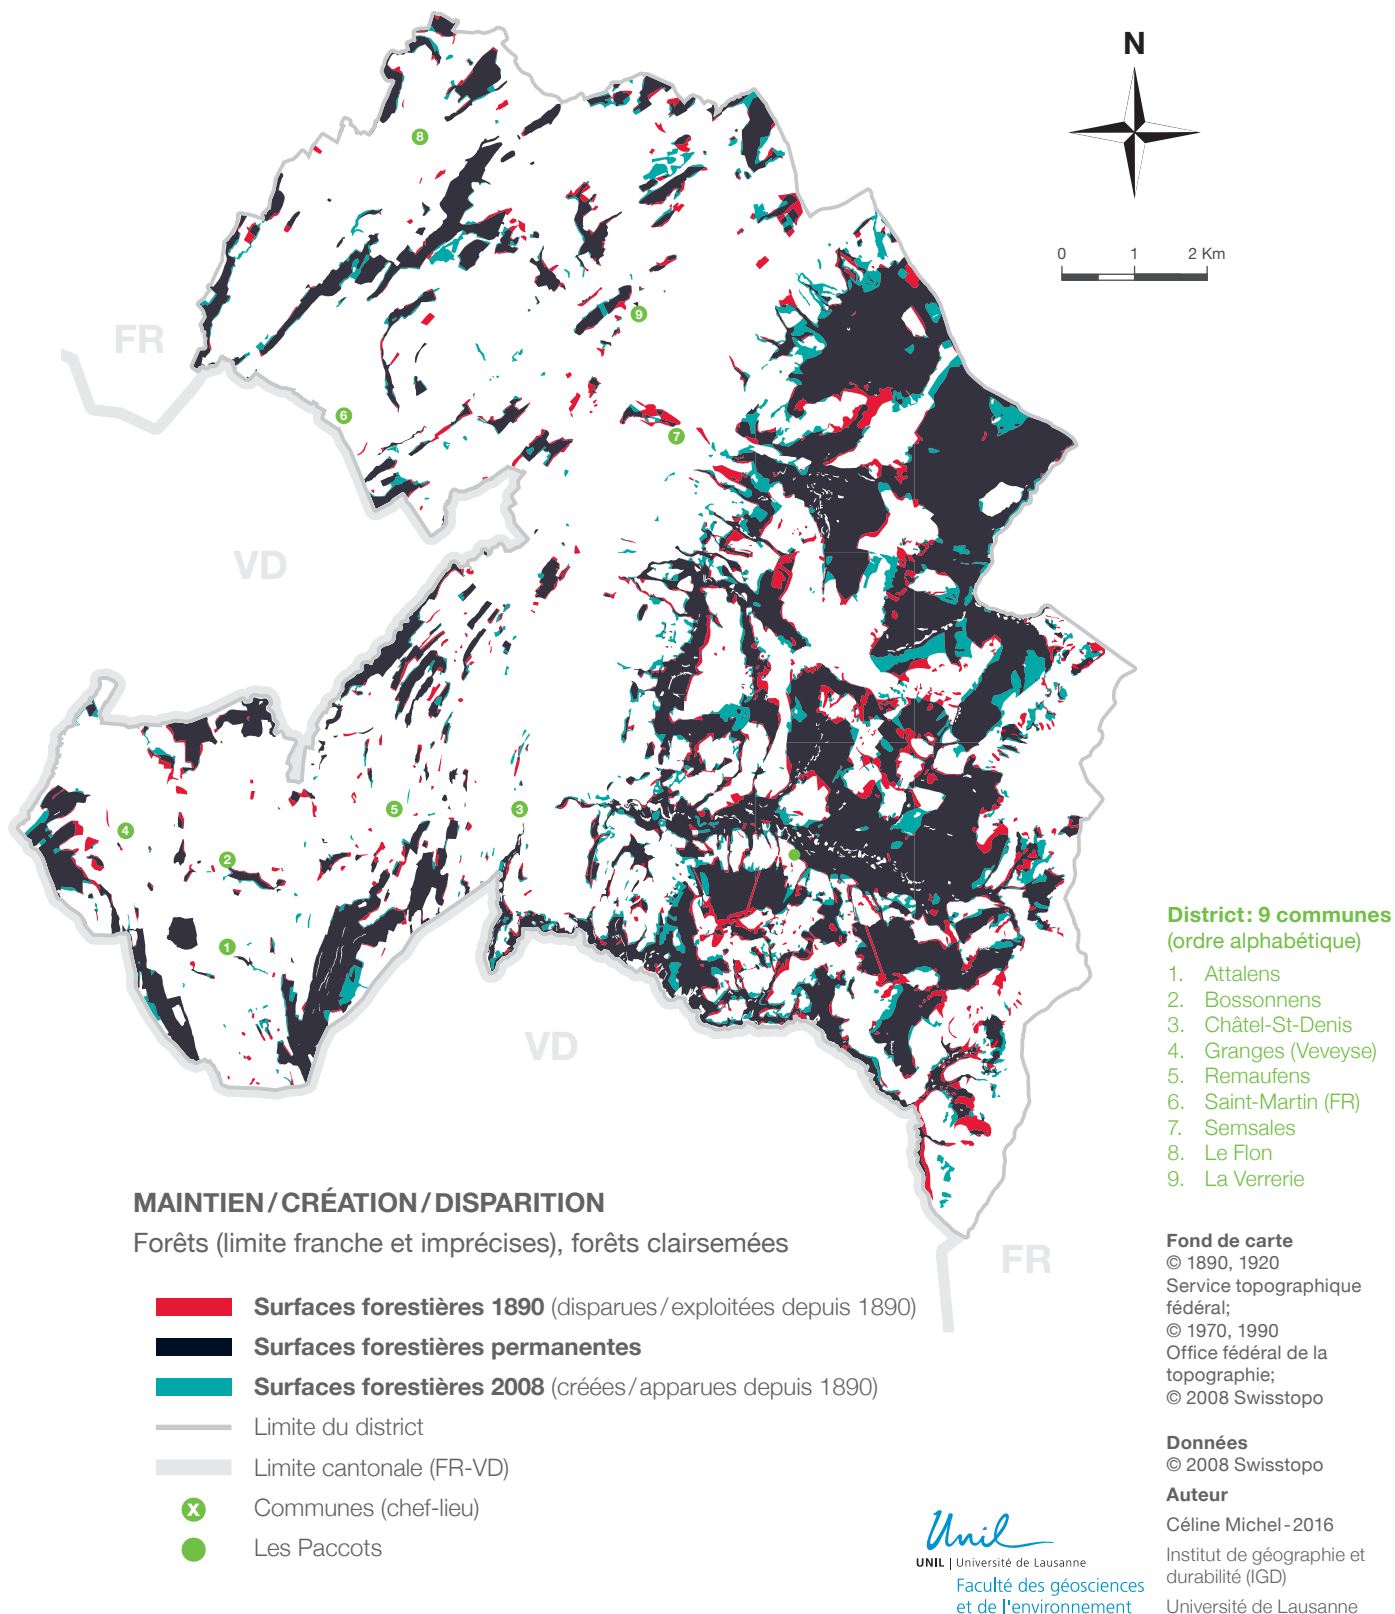 N
0 1 2 Km
8
9
FR
6
7
VD
5
3
4
2
1
VD
FR
District : 9 communes
(ordre alphabétique)
1. Attalens
2. Bossonnens
3. Châtel-St-Denis
4. Granges (Veveyse)
5. Remaufens
6. Saint-Martin (FR)
7. Semsales
8. Le Flon
9. La Verrerie
MAINTIEN / CRÉATION / DISPARITION
Forêts (limite franche et imprécises), forêts clairsemées
Surfaces forestières 1890 (disparues / exploitées depuis 1890)
Surfaces forestières permanentes
Surfaces forestières 2008 (créées / apparues depuis 1890)
Limite du district
Limite cantonale (FR-VD)
x Communes (chef-lieu)
Les Paccots
Fond de carte
© 1890, 1920
Service topographique
fédéral;
© 1970, 1990
Office fédéral de la
topographie;
© 2008 Swisstopo
Données
© 2008 Swisstopo
Auteur
Céline Michel - 2016
Institut de géographie et
durabilité (IGD)
Université de Lausanne
Unil
UNIL | Université de Lausanne
Faculté des géosciences
et de l'environnement